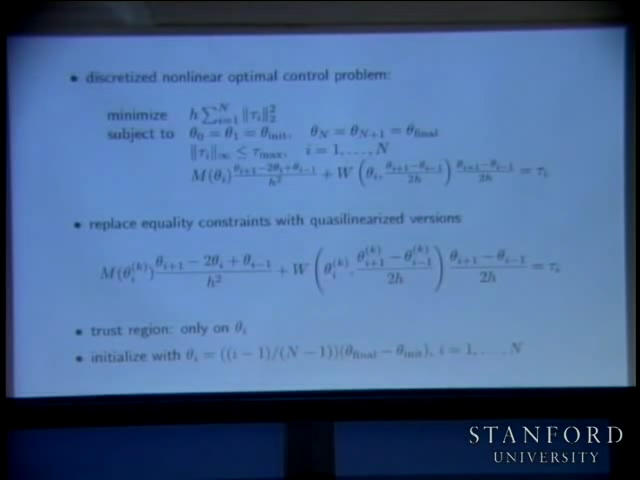 • discretized nonlinear optimal control problem:
minimize h∑_{i=1}^{N} ‖τ_i‖_2^2
subject to θ_0 = θ_1 = θ_init, θ_N = θ_{N+1} = θ_final
‖τ_i‖_∞ ≤ τ_max, i = 1, . . . , N
M(θ_i) (θ_{i+1} − 2θ_i + θ_{i−1})/h^2 + W (θ_i, (θ_{i+1} − θ_{i−1})/2h) (θ_{i+1} − θ_{i−1})/2h = τ_i
• replace equality constraints with quasilinearized versions
M(θ_i^{(k)}) (θ_{i+1} − 2θ_i + θ_{i−1})/h^2 + W (θ_i^{(k)}, (θ_{i+1}^{(k)} − θ_{i−1}^{(k)})/2h) (θ_{i+1} − θ_{i−1})/2h = τ_i
• trust region: only on θ_i
• initialize with θ_i = ((i − 1)/(N − 1))(θ_final − θ_init), i = 1, . . . , N
STANFORD
UNIVERSITY